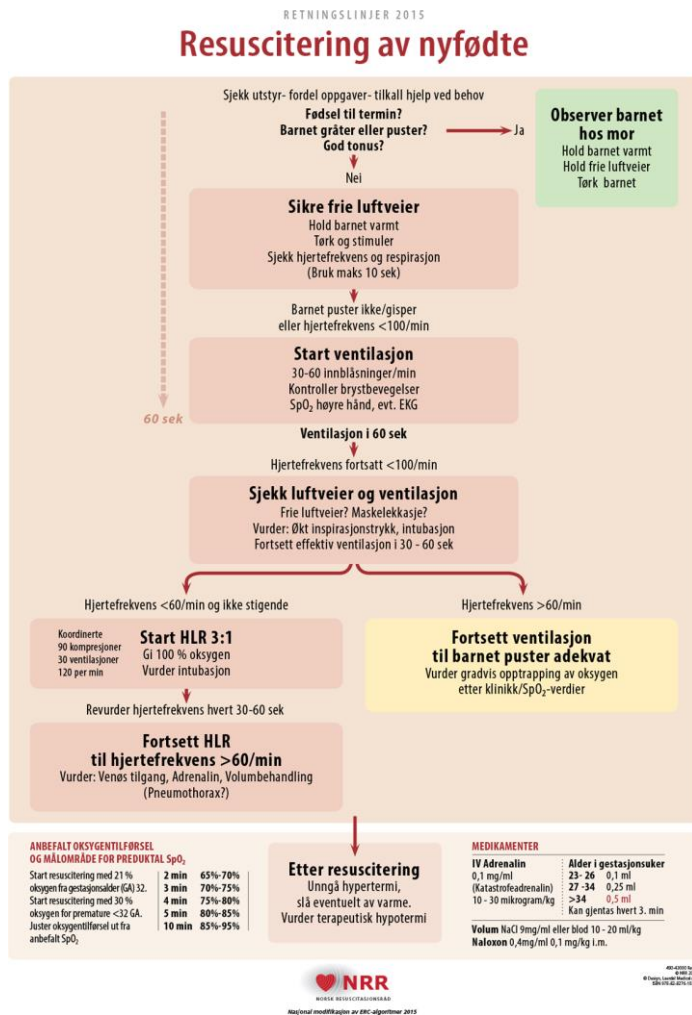 RETNINGSLINJER 2015
Resuscitering av nyfødte
Sjekk utstyr- fordel oppgaver- tilkall hjelp ved behov
Fødsel til termin?
Barnet gråter eller puster?
God tonus?
Ja
Observer barnet
hos mor
Hold barnet varmt
Hold frie luftveier
Tørk barnet
Nei
Sikre frie luftveier
Hold barnet varmt
Tørk og stimuler
Sjekk hjertefrekvens og respirasjon
(Bruk maks 10 sek)
Barnet puster ikke/gisper
eller hjertefrekvens <100/min
Start ventilasjon
30-60 innblåsninger/min
Kontroller brystbevegelser
SpO₂ høyre hånd, evt. EKG
60 sek
Ventilasjon i 60 sek
Hjertefrekvens fortsatt <100/min
Sjekk luftveier og ventilasjon
Frie luftveier? Maskelekkasje?
Vurder: Økt inspirasjonstrykk, intubasjon
Fortsett effektiv ventilasjon i 30 - 60 sek
Hjertefrekvens <60/min og ikke stigende
Koordinerte
90 kompresjoner
30 ventilasjoner
120 per min
Start HLR 3:1
Gi 100 % oksygen
Vurder intubasjon
Revurder hjertefrekvens hvert 30-60 sek
Fortsett HLR
til hjertefrekvens >60/min
Vurder: Venøs tilgang, Adrenalin, Volumbehandling
(Pneumothorax?)
Hjertefrekvens >60/min
Fortsett ventilasjon
til barnet puster adekvat
Vurder gradvis opptrapping av oksygen
etter klinikk/SpO₂-verdier
ANBEFALT OKSYGENTILFØRSEL
OG MÅLOMRÅDE FOR PREDUKTAL SpO₂
Start resuscitering med 21 %
oksygen fra gestasjonsalder (GA) 32.
Start resuscitering med 30 %
oksygen for premature <32 GA.
Juster oksygentilførsel ut fra
anbefalt SpO₂
2 min 65%-70%
3 min 70%-75%
4 min 75%-80%
5 min 80%-85%
10 min 85%-95%
Etter resuscitering
Unngå hypertermi,
slå eventuelt av varme.
Vurder terapeutisk hypotermi
MEDIKAMENTER
IV Adrenalin
0,1 mg/ml
(Katastrofeadrenalin)
10 - 30 mikrogram/kg
Alder i gestasjonsuker
23- 26 0,1 ml
27 -34 0,25 ml
>34 0,5 ml
Kan gjentas hvert 3. min
Volum NaCl 9mg/ml eller blod 10 - 20 ml/kg
Naloxon 0,4mg/ml 0,1 mg/kg i.m.
NRR
NORSK RESUSCITASJONSRÅD
Nasjonal modifikasjon av ERC-algoritmer 2015